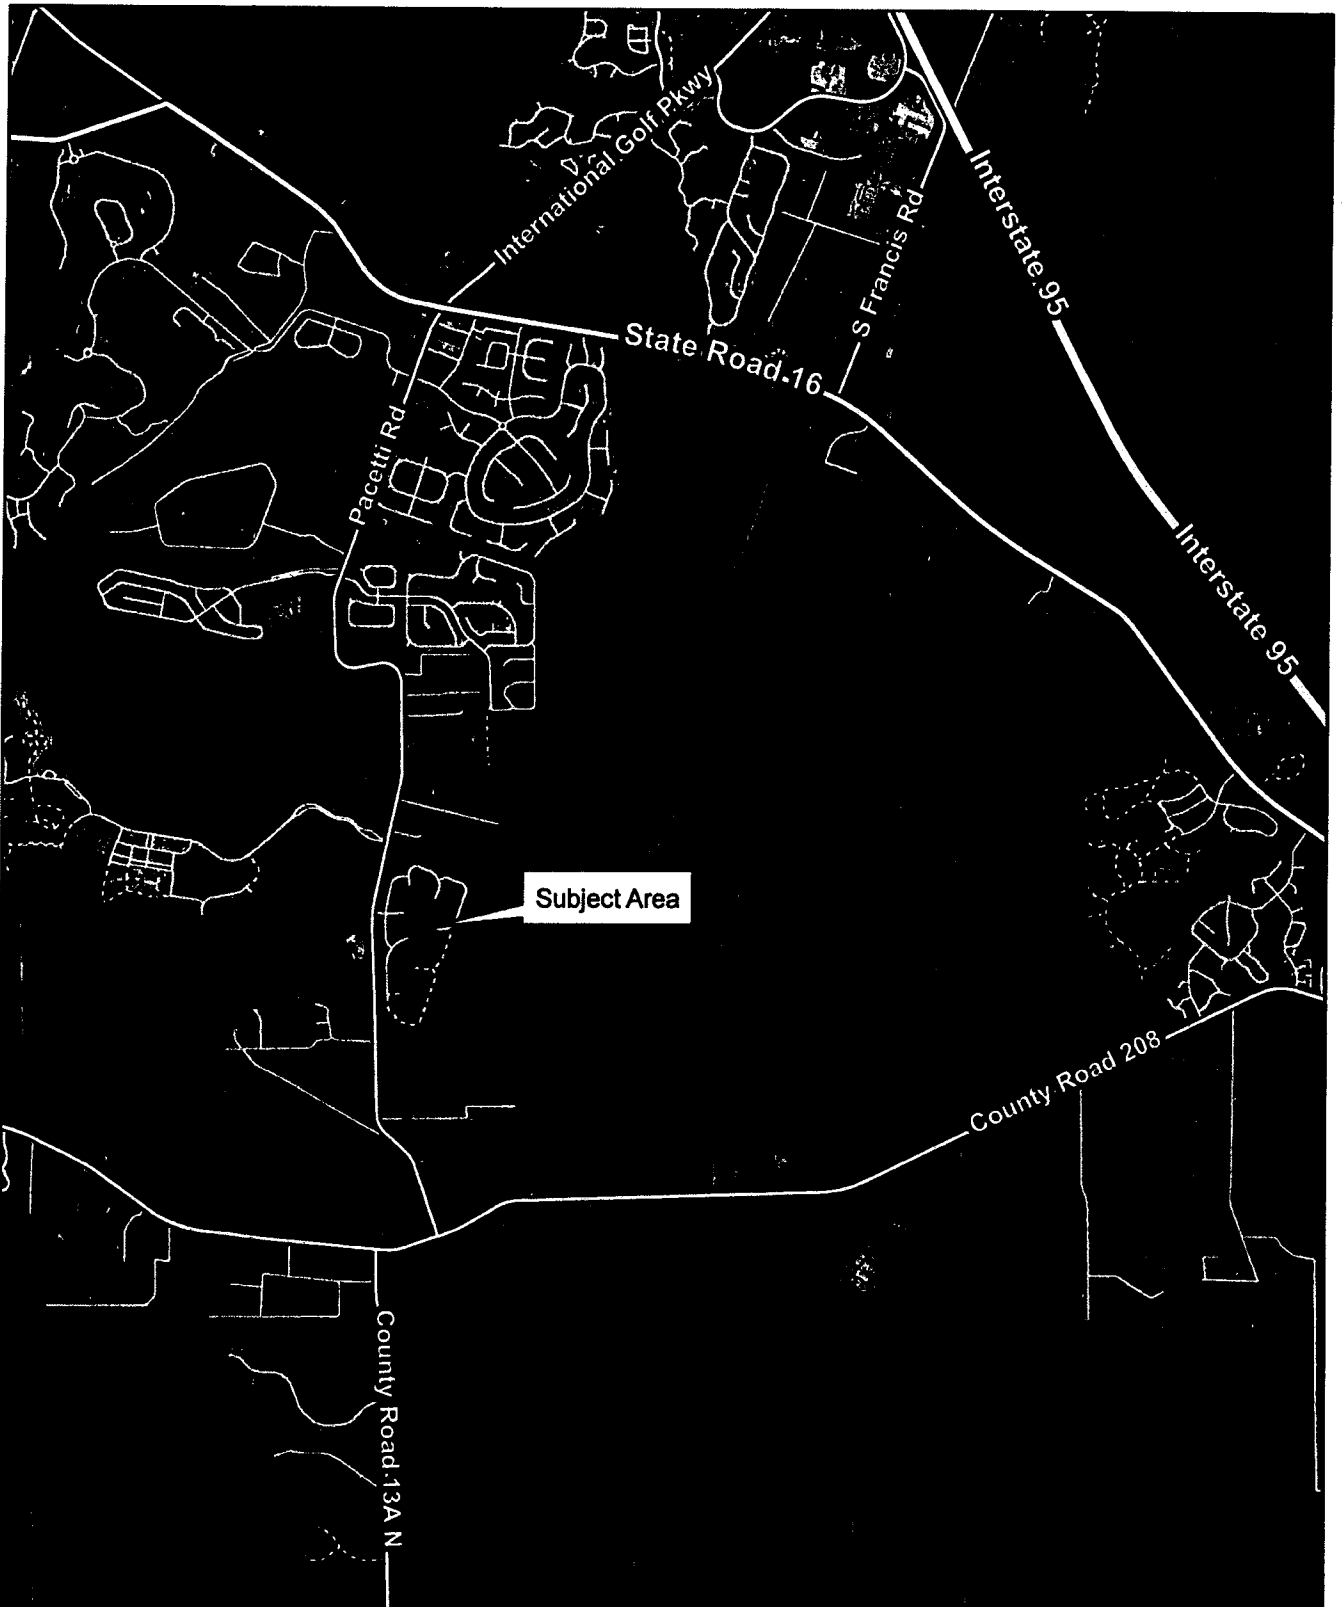 International Golf Pkwy
Interstate 95
S Francis Rd
State Road 16
Pacetti Rd
Interstate 95
Subject Area
County Road 208
County Road 13A N